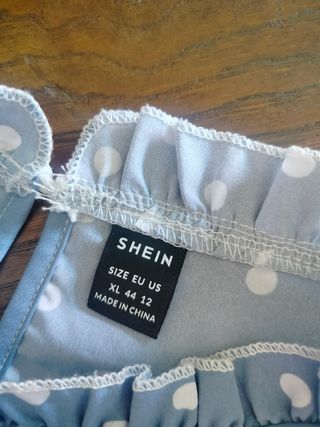 SHEIN
SIZE EU US
XL 44 12
MADE IN CHINA